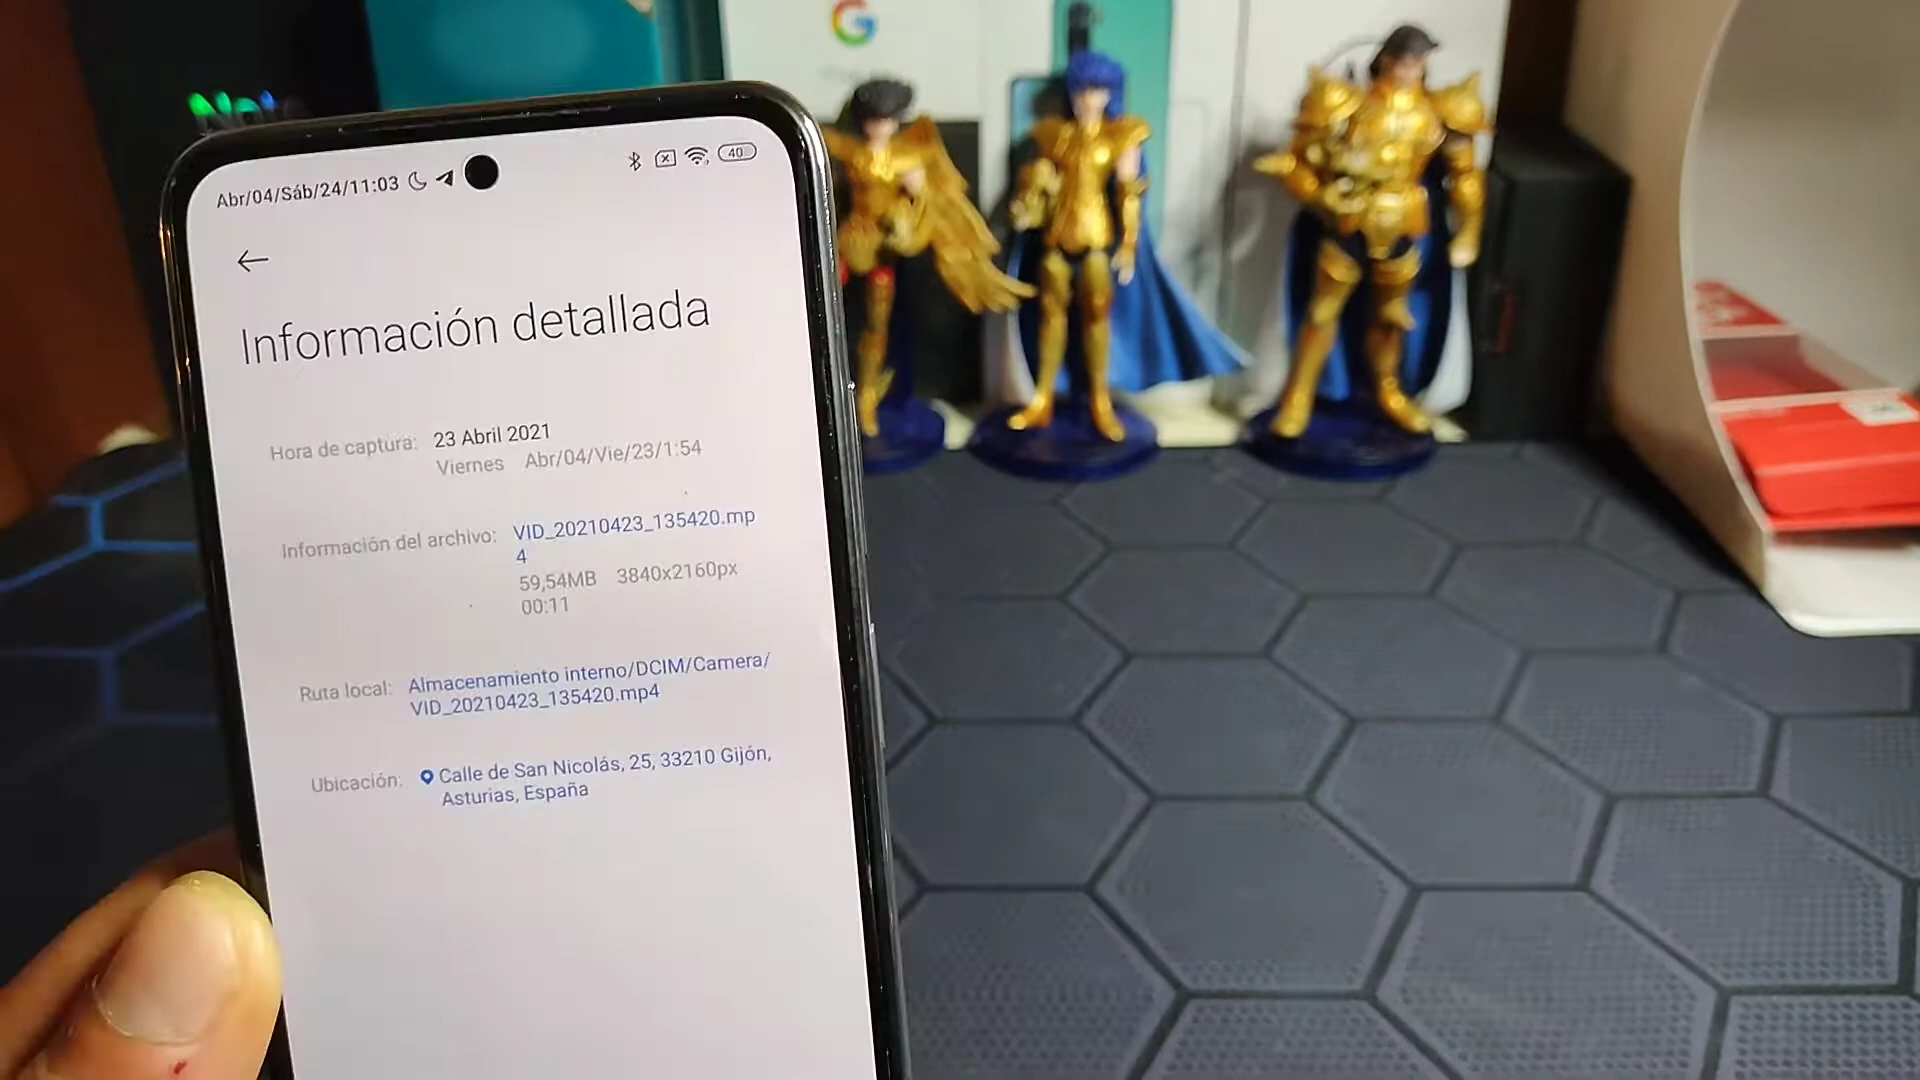 Abr/04/Sáb/24/11:03
40
Información detallada
Hora de captura: 23 Abril 2021
Viernes Abr/04/Vie/23/1:54
Información del archivo: VID_20210423_135420.mp
4
59,54MB 3840x2160px
00:11
Ruta local: Almacenamiento interno/DCIM/Camera/
VID_20210423_135420.mp4
Ubicación: Calle de San Nicolás, 25, 33210 Gijón,
Asturias, España
G